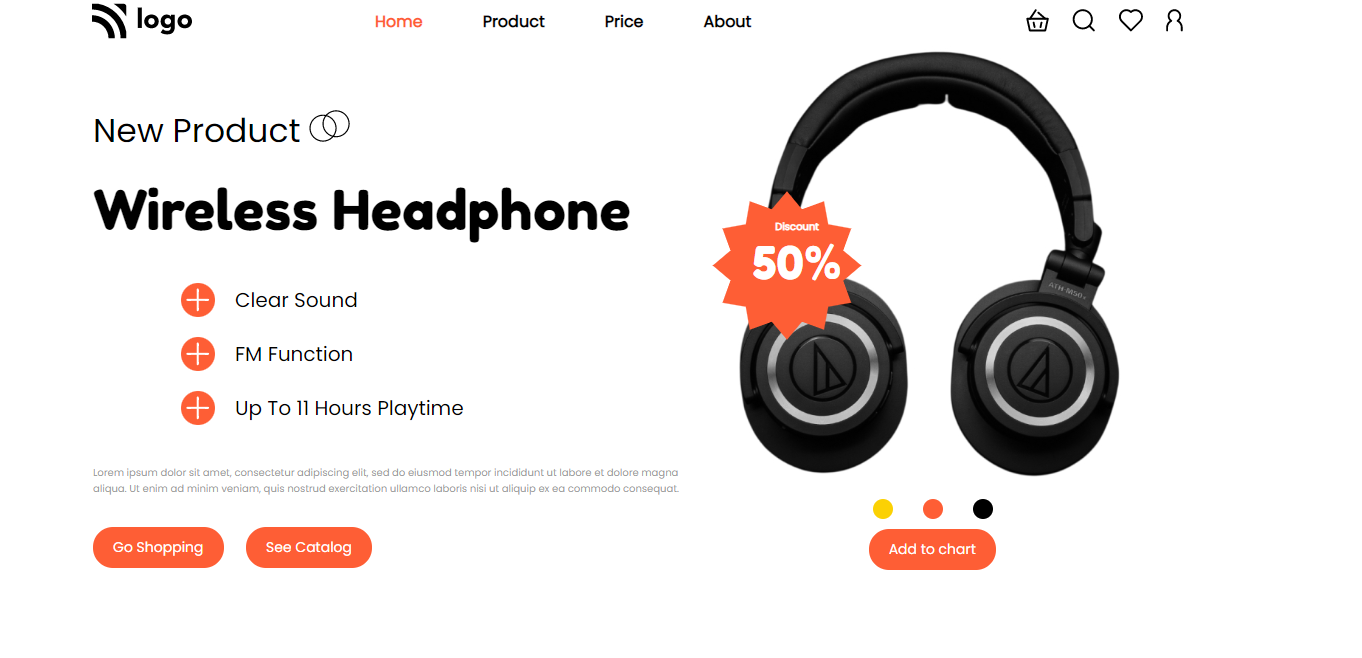 logo
Home
Product
Price
About
New Product
Wireless Headphone
Clear Sound
FM Function
Up To 11 Hours Playtime
Lorem ipsum dolor sit amet, consectetur adipiscing elit, sed do eiusmod tempor incididunt ut labore et dolore magna
aliqua. Ut enim ad minim veniam, quis nostrud exercitation ullamco laboris nisi ut aliquip ex ea commodo consequat.
Go Shopping
See Catalog
Discount
50%
ATH-M50x
Add to chart